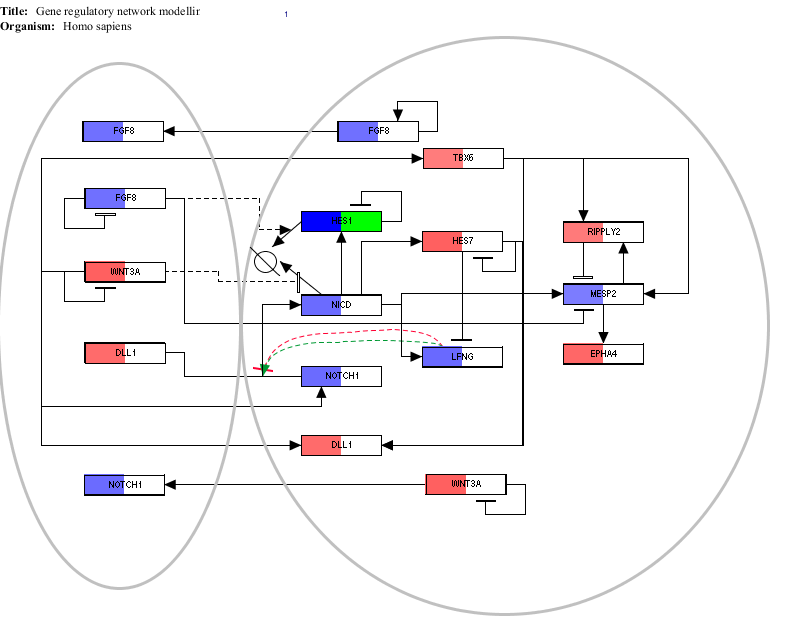 Title: Gene regulatory network modellir
1
Organism: Homo sapiens
FGF8
FGF8
TBX6
FGF8
HES1
RIPPLY2
HES7
WNT3A
MESP2
NICD
DLL1
LFNG
EPHA4
NOTCH1
DLL1
NOTCH1
WNT3A